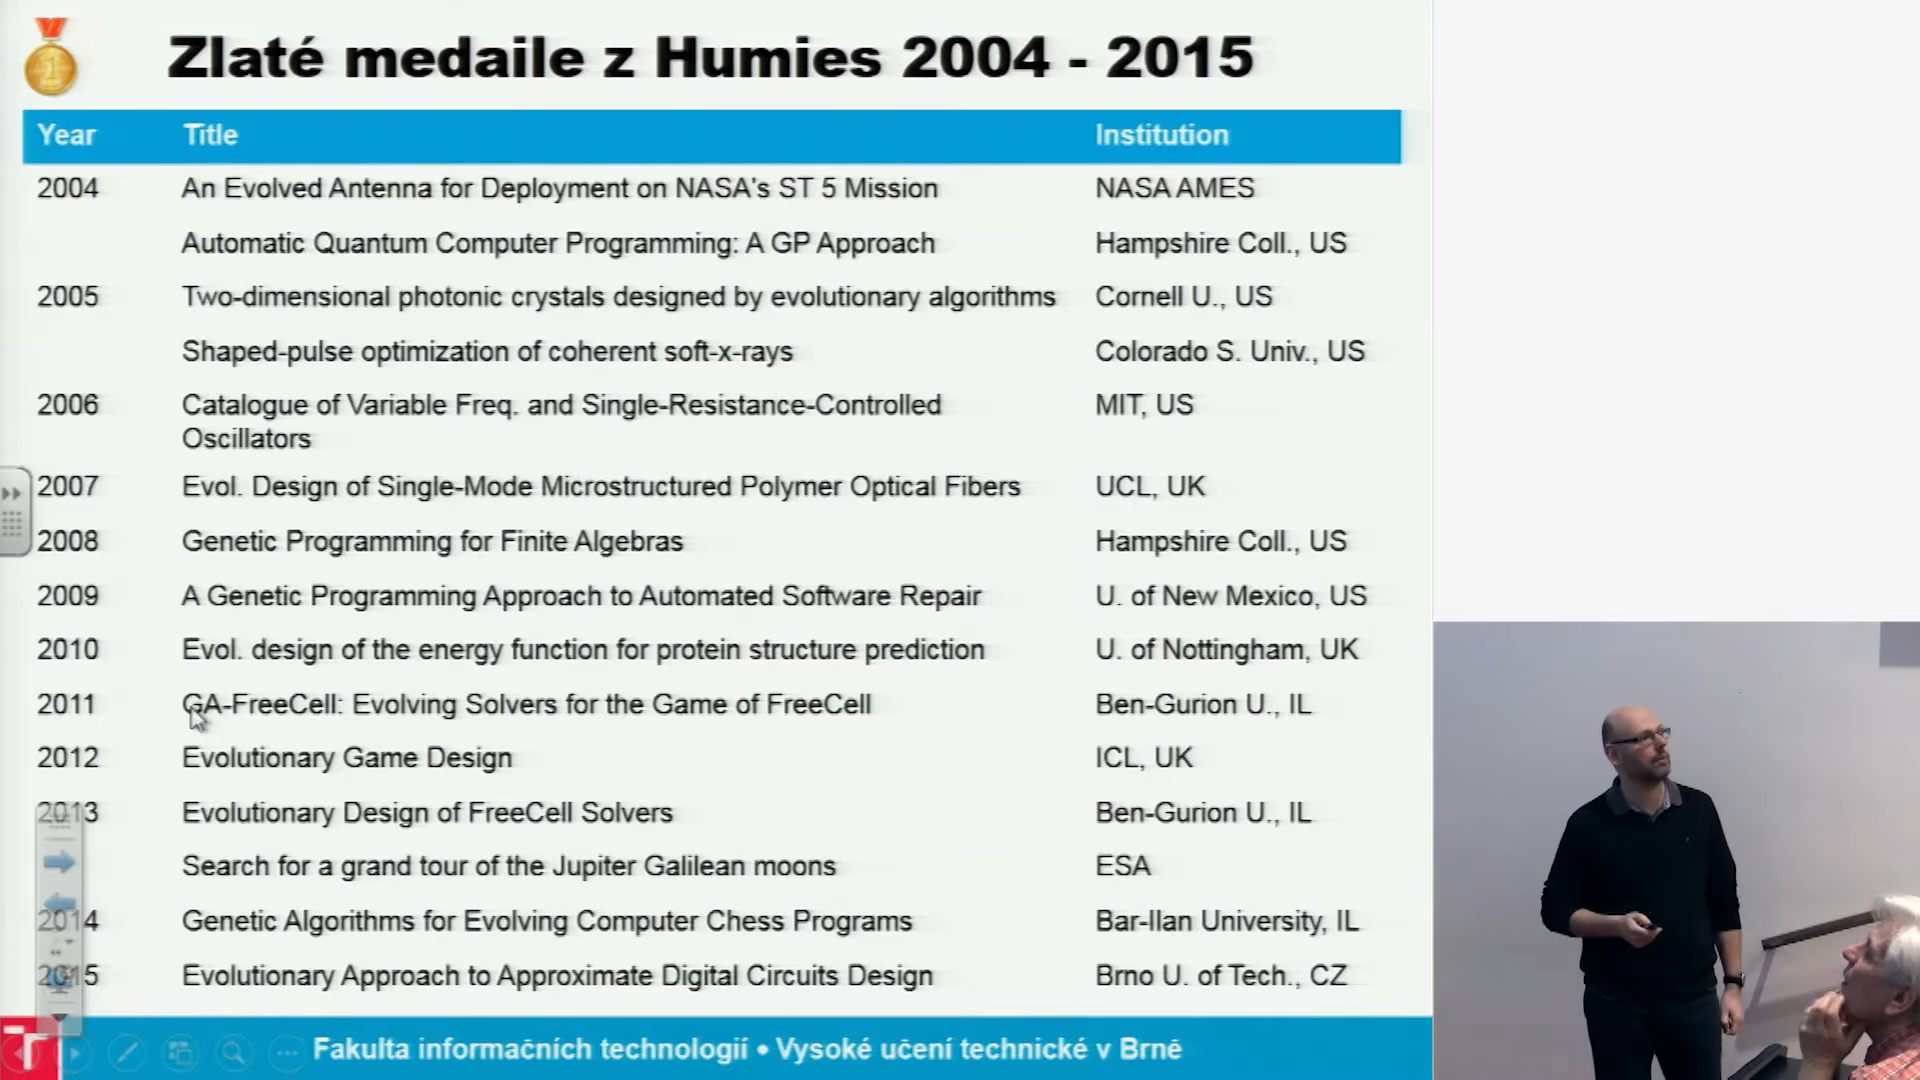 Zlaté medaile z Humies 2004 - 2015
Year Title Institution
2004 An Evolved Antenna for Deployment on NASA's ST 5 Mission NASA AMES
Automatic Quantum Computer Programming: A GP Approach Hampshire Coll., US
2005 Two-dimensional photonic crystals designed by evolutionary algorithms Cornell U., US
Shaped-pulse optimization of coherent soft-x-rays Colorado S. Univ., US
2006 Catalogue of Variable Freq. and Single-Resistance-Controlled MIT, US
Oscillators
2007 Evol. Design of Single-Mode Microstructured Polymer Optical Fibers UCL, UK
2008 Genetic Programming for Finite Algebras Hampshire Coll., US
2009 A Genetic Programming Approach to Automated Software Repair U. of New Mexico, US
2010 Evol. design of the energy function for protein structure prediction U. of Nottingham, UK
2011 GA-FreeCell: Evolving Solvers for the Game of FreeCell Ben-Gurion U., IL
2012 Evolutionary Game Design ICL, UK
2013 Evolutionary Design of FreeCell Solvers Ben-Gurion U., IL
Search for a grand tour of the Jupiter Galilean moons ESA
2014 Genetic Algorithms for Evolving Computer Chess Programs Bar-Ilan University, IL
2015 Evolutionary Approach to Approximate Digital Circuits Design Brno U. of Tech., CZ
Fakulta informačních technologií • Vysoké učení technické v Brně